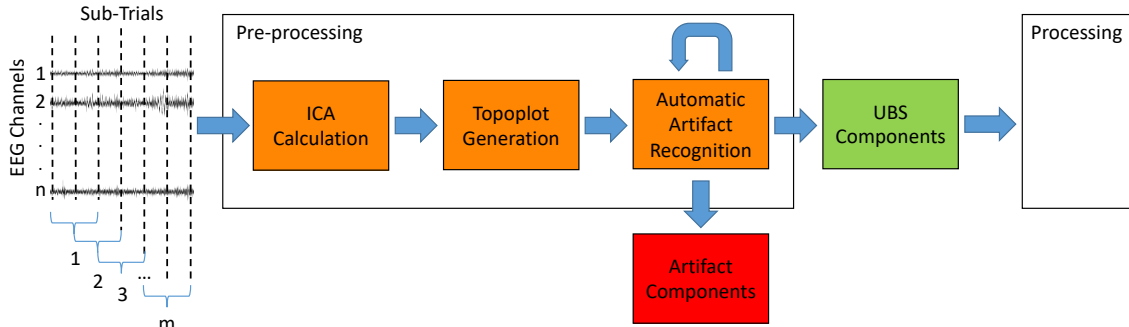 Sub-Trials
EEG Channels
1
2
.
.
.
n
1
2
3
...
m
Pre-processing
ICA
Calculation
Topoplot
Generation
Automatic
Artifact
Recognition
UBS
Components
Artifact
Components
Processing